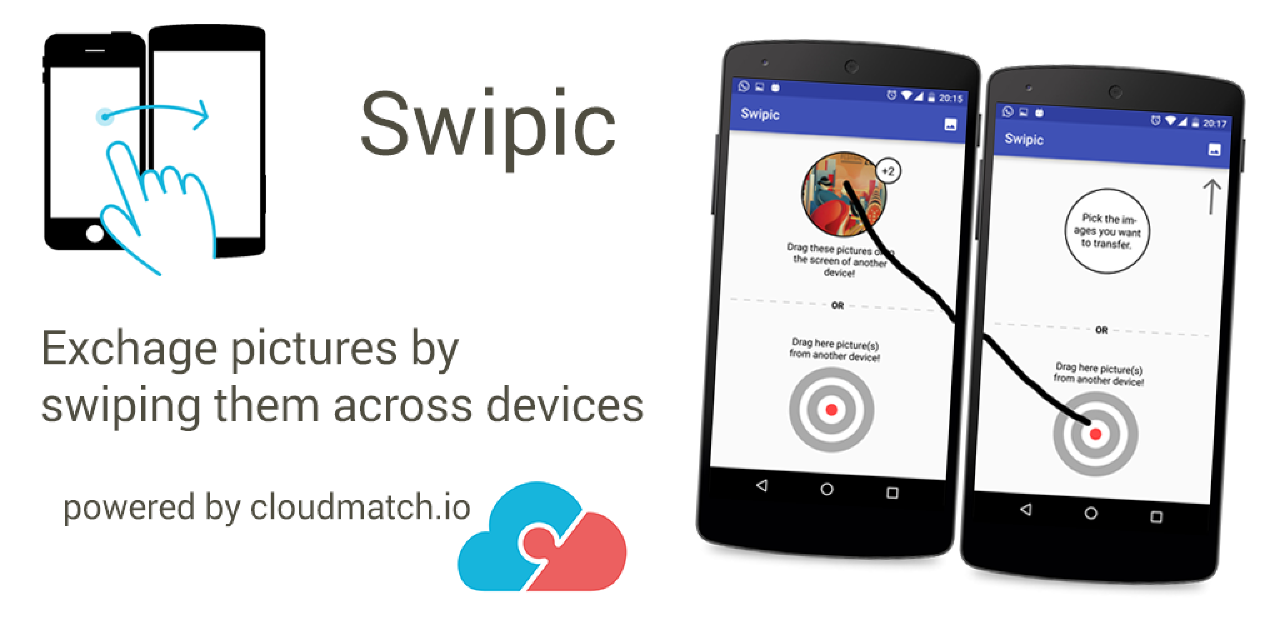 Swipic
Exchage pictures by
swiping them across devices
powered by cloudmatch.io
20:15
Swipic
+2
Drag these pictures
the screen of another
device!
OR
Drag here picture(s)
from another device!
20:17
Swipic
Pick the im-
ages you want
to transfer.
OR
Drag here picture(s)
from another device!